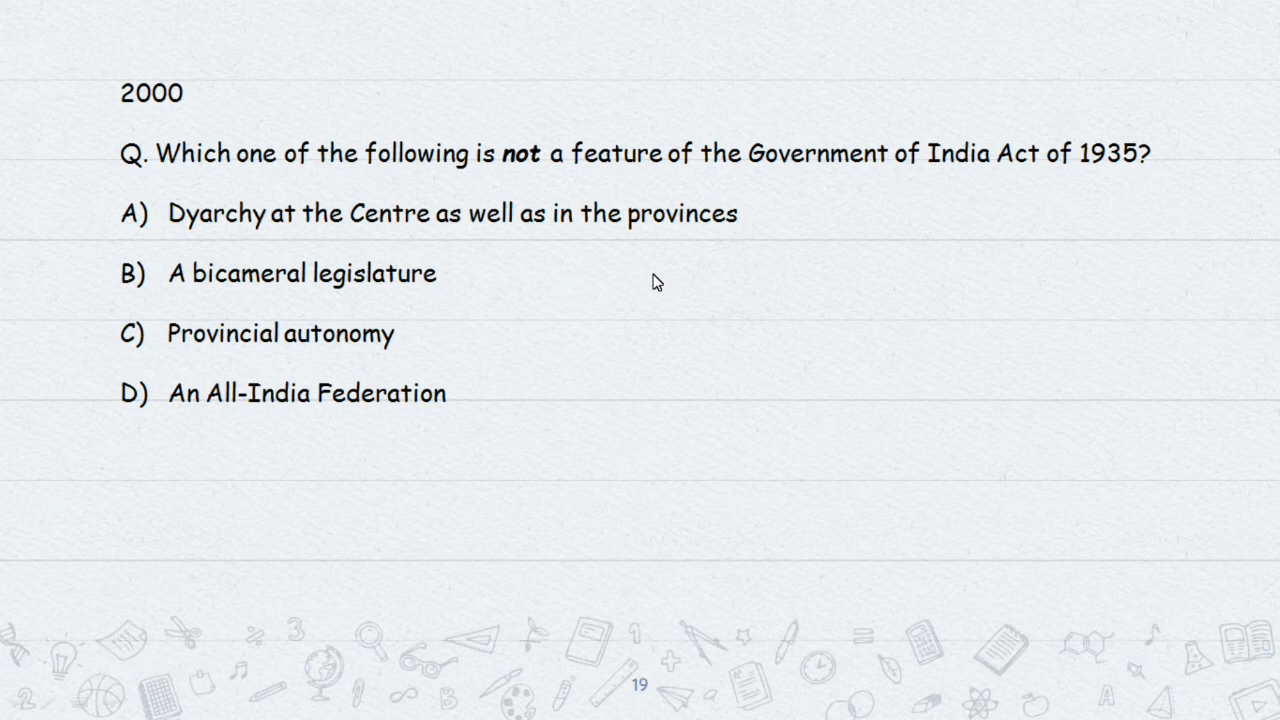 2000
Q. Which one of the following is not a feature of the Government of India Act of 1935?
A) Dyarchy at the Centre as well as in the provinces
B) A bicameral legislature
C) Provincial autonomy
D) An All-India Federation
19